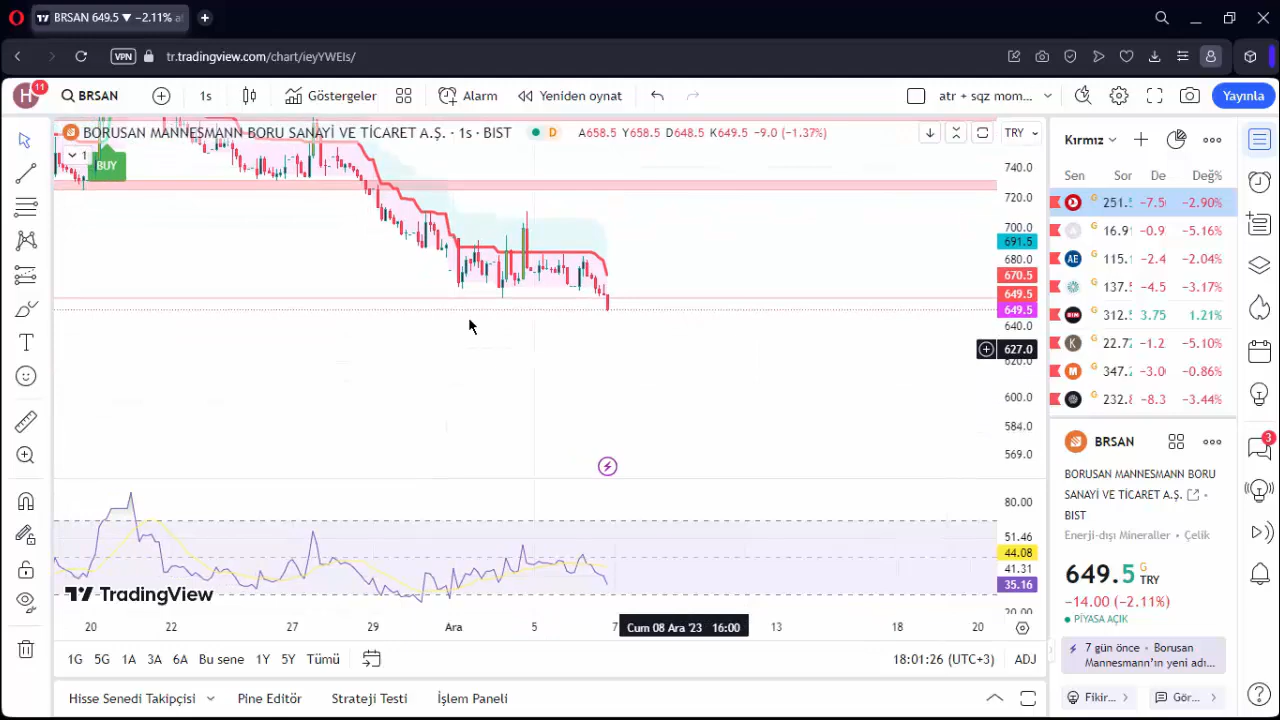 BRSAN 649.5 ▼ −2.11%
VPN tr.tradingview.com/chart/ieyYWEIs/
H 11 BRSAN 1s Göstergeler Alarm Yeniden oynat atr + sqz mom... Yayınla
BORUSAN MANNESMANN BORU SANAYİ VE TİCARET A.Ş. · 1s · BIST D A658.5 Y658.5 D648.5 K649.5 −9.0 (−1.37%) TRY
1
BUY
740.0
720.0
700.0
691.5
680.0
670.5
649.5
649.5
640.0
627.0
620.0
600.0
584.0
569.0
80.00
51.46
44.08
41.31
35.16
20.00
TradingView
20 22 27 29 Ara 5 7 Cum 08 Ara '23 16:00 13 18 20
1G 5G 1A 3A 6A Bu sene 1Y 5Y Tümü 18:01:26 (UTC+3) ADJ
Hisse Senedi Takipçisi Pine Editör Strateji Testi İşlem Paneli
Kırmız
Sen Sor De Değ%
G 251. -7.5 −2.90%
G 16.91 -0.9 −5.16%
AE G 115. -2.4 −2.04%
G 137. -4.5 −3.17%
BIM G 312. 3.75 1.21%
K G 22.7 -1.2 −5.10%
M G 347. -3.0 −0.86%
G 232. -8.3 −3.44%
BRSAN
BORUSAN MANNESMANN BORU
SANAYİ VE TİCARET A.Ş. ·
BIST
Enerji-dışı Mineraller · Çelik
649.5 G TRY
−14.00 (−2.11%)
PİYASA AÇIK
7 gün önce · Borusan
Mannesmann'ın yeni adı...
Fikir... Gör...
3